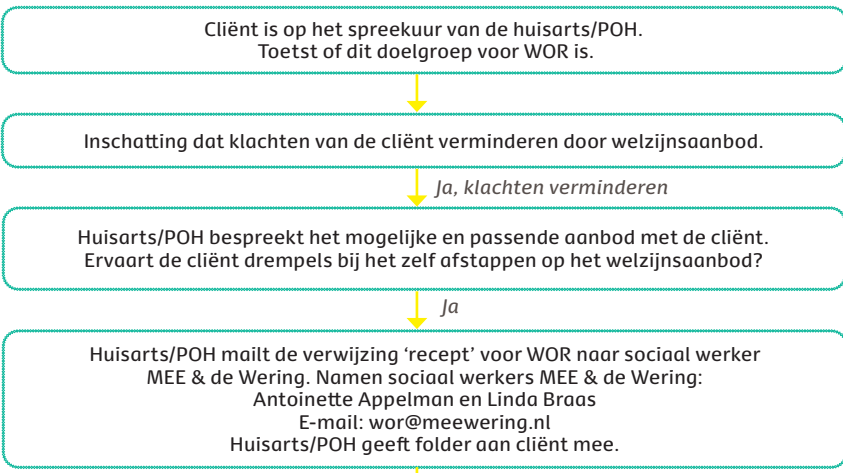 Cliënt is op het spreekuur van de huisarts/POH.
Toetst of dit doelgroep voor WOR is.
Inschatting dat klachten van de cliënt verminderen door welzijnsaanbod.
Ja, klachten verminderen
Huisarts/POH bespreekt het mogelijke en passende aanbod met de cliënt.
Ervaart de cliënt drempels bij het zelf afstappen op het welzijnsaanbod?
Ja
Huisarts/POH mailt de verwijzing ‘recept’ voor WOR naar sociaal werker
MEE & de Wering. Namen sociaal werkers MEE & de Wering:
Antoinette Appelman en Linda Braas
E-mail: wor@meewering.nl
Huisarts/POH geeft folder aan cliënt mee.